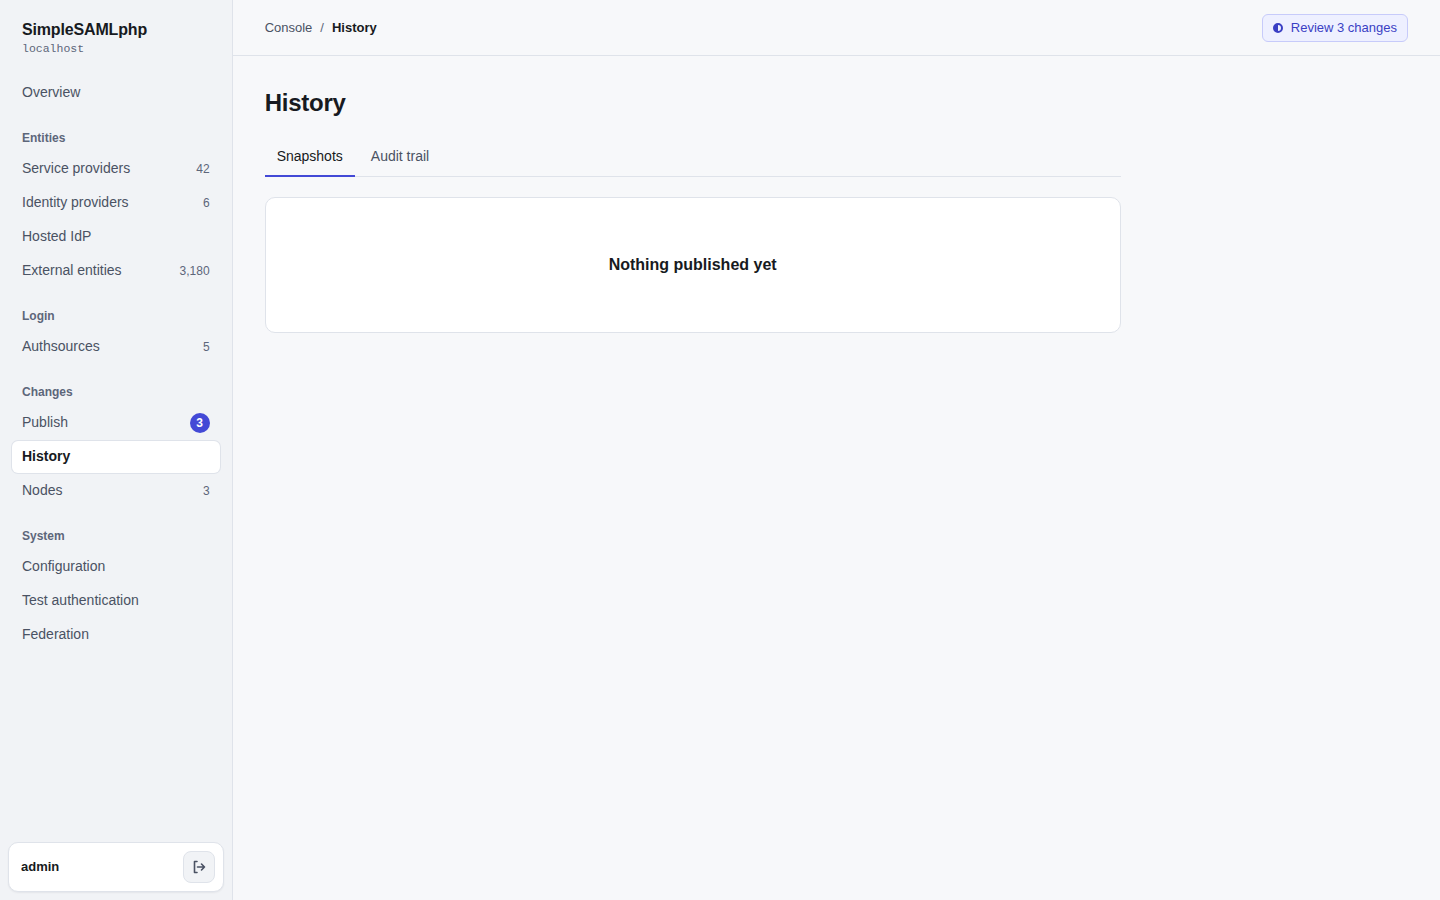 SimpleSAMLphp
localhost
Overview
Entities
Service providers 42
Identity providers 6
Hosted IdP
External entities 3,180
Login
Authsources 5
Changes
Publish 3
History
Nodes 3
System
Configuration
Test authentication
Federation
admin
Console / History
Review 3 changes
History
Snapshots Audit trail
Nothing published yet